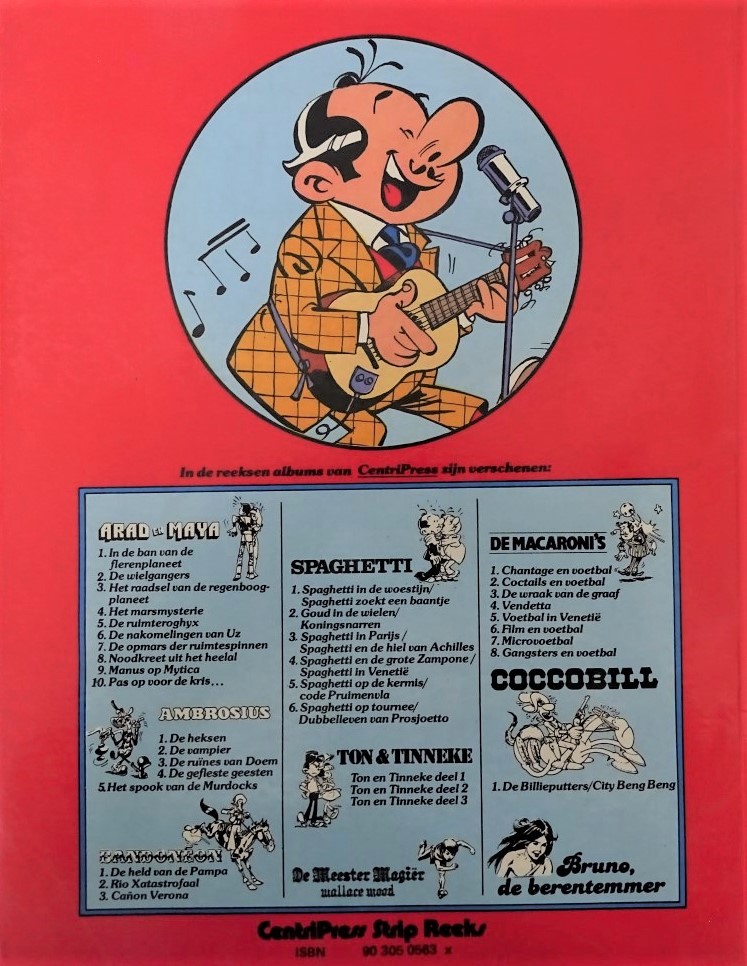 In de reeksen albums van CentriPress zijn verschenen:
ARAD EN MAYA
1. In de ban van de
flerenplaneet
2. De wielgangers
3. Het raadsel van de regenboog-
planeet
4. Het marsmysterie
5. De ruimteroghyx
6. De nakomelingen van Uz
7. De opmars der ruimtespinnen
8. Noodkreet uit het heelal
9. Manus op Mytica
10. Pas op voor de kris...
AMBROSIUS
1. De heksen
2. De vampier
3. De ruïnes van Doem
4. De gefleste geesten
5. Het spook van de Murdocks
BANDONEON
1. De held van de Pampa
2. Rio Xatastrofaal
3. Cañon Verona
SPAGHETTI
1. Spaghetti in de woestijn/
Spaghetti zoekt een baantje
2. Goud in de wielen/
Koningsnarren
3. Spaghetti in Parijs/
Spaghetti en de hiel van Achilles
4. Spaghetti en de grote Zampone/
Spaghetti in Venetië
5. Spaghetti op de kermis/
code Pruimenvla
6. Spaghetti op tournee/
Dubbelleven van Prosjoetto
TON & TINNEKE
Ton en Tinneke deel 1
Ton en Tinneke deel 2
Ton en Tinneke deel 3
De Meester Magiër
wallace wood
DE MACARONI'S
1. Chantage en voetbal
2. Coctails en voetbal
3. De wraak van de graaf
4. Vendetta
5. Voetbal in Venetië
6. Film en voetbal
7. Microvoetbal
8. Gangsters en voetbal
COCCOBILL
1. De Billieputters/City Beng Beng
Bruno,
de berentemmer
CentriPress Strip Reeks
ISBN 90 305 0563 x